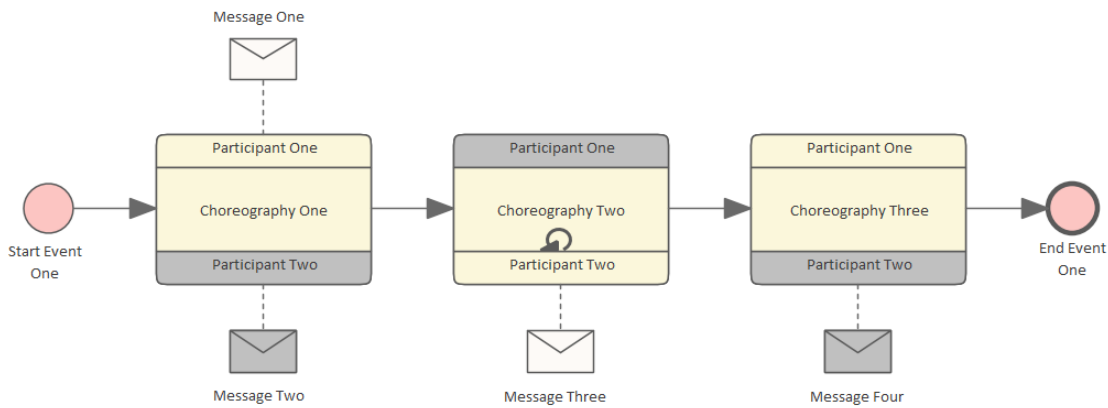 Message One
Participant One
Participant One
Participant One
Choreography One
Choreography Two
Choreography Three
Start Event
One
End Event
One
Participant Two
Participant Two
Participant Two
Message Two
Message Three
Message Four